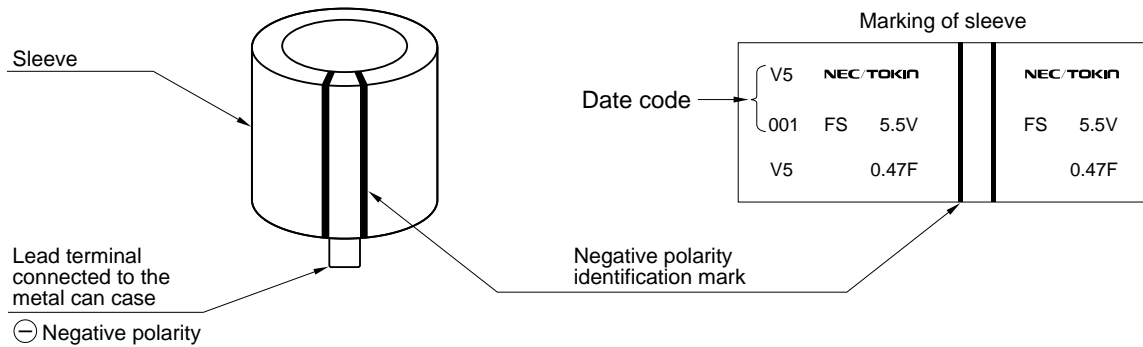 Marking of sleeve
Sleeve
V5 NEC/TOKIN NEC/TOKIN
Date code
001 FS 5.5V FS 5.5V
V5 0.47F 0.47F
Lead terminal
connected to the
metal can case
⊖ Negative polarity
Negative polarity
identification mark